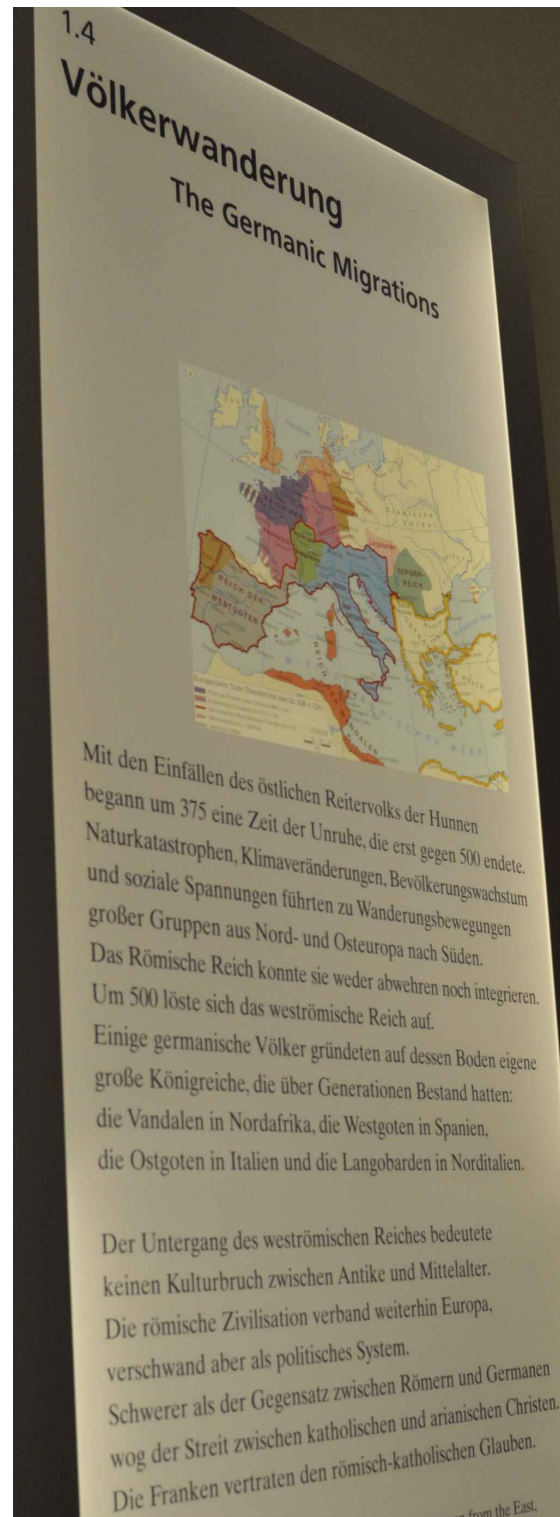 1.4
Völkerwanderung
The Germanic Migrations
REICH DER
WESTGOTEN
GEPIDEN-
REICH
Mit den Einfällen des östlichen Reitervolks der Hunnen
begann um 375 eine Zeit der Unruhe, die erst gegen 500 endete.
Naturkatastrophen, Klimaveränderungen, Bevölkerungswachstum
und soziale Spannungen führten zu Wanderungsbewegungen
großer Gruppen aus Nord- und Osteuropa nach Süden.
Das Römische Reich konnte sie weder abwehren noch integrieren.
Um 500 löste sich das weströmische Reich auf.
Einige germanische Völker gründeten auf dessen Boden eigene
große Königreiche, die über Generationen Bestand hatten:
die Vandalen in Nordafrika, die Westgoten in Spanien,
die Ostgoten in Italien und die Langobarden in Norditalien.
Der Untergang des weströmischen Reiches bedeutete
keinen Kulturbruch zwischen Antike und Mittelalter.
Die römische Zivilisation verband weiterhin Europa,
verschwand aber als politisches System.
Schwerer als der Gegensatz zwischen Römern und Germanen
wog der Streit zwischen katholischen und arianischen Christen.
Die Franken vertraten den römisch-katholischen Glauben.
from the East,